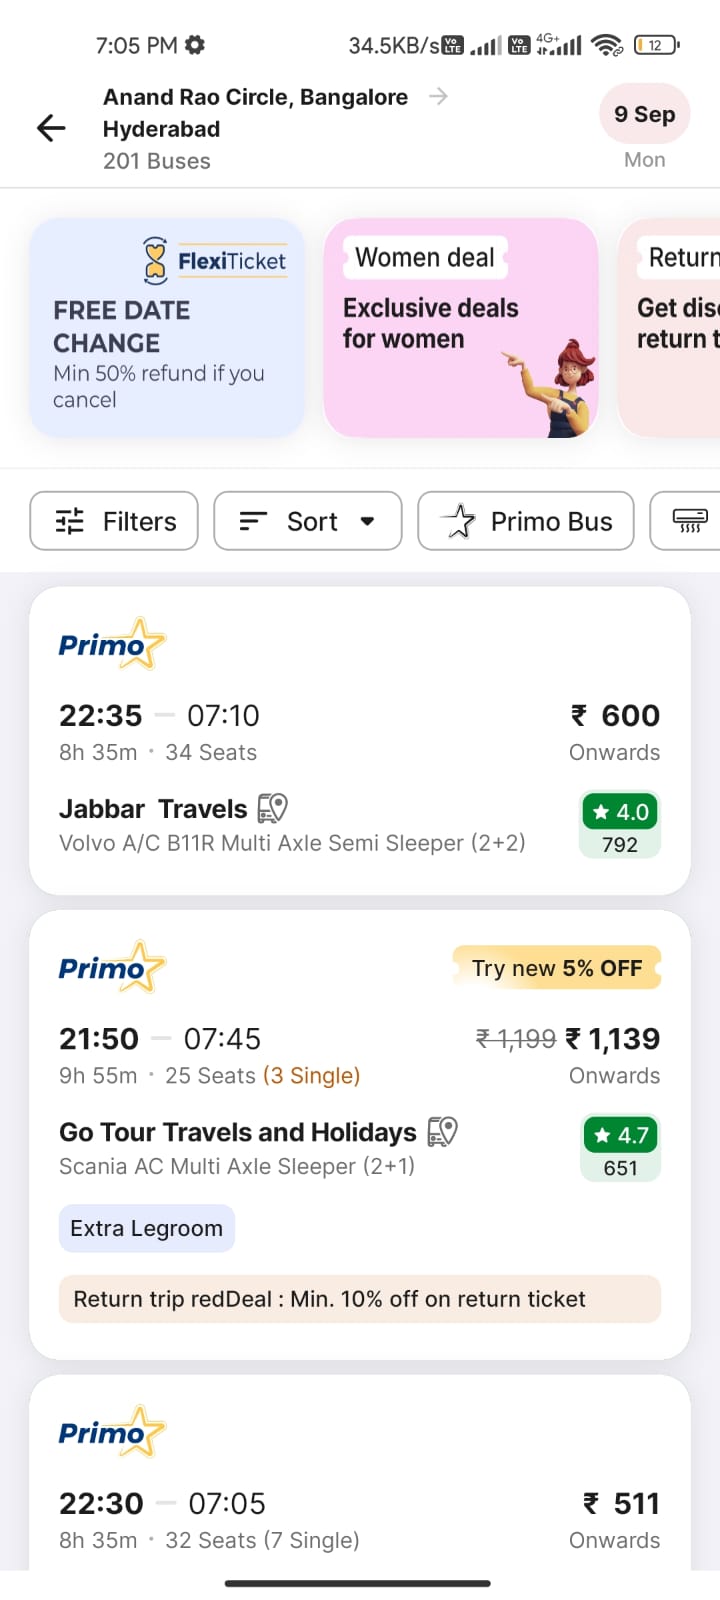 7:05 PM 34.5KB/s Vo LTE Vo LTE 4G+ 12
Anand Rao Circle, Bangalore
Hyderabad
201 Buses
9 Sep
Mon
FlexiTicket
FREE DATE
CHANGE
Min 50% refund if you
cancel
Women deal
Exclusive deals
for women
Return
Get disc
return t
Filters
Sort
Primo Bus
Primo
22:35 — 07:10
₹ 600
8h 35m · 34 Seats
Onwards
Jabbar Travels
4.0
Volvo A/C B11R Multi Axle Semi Sleeper (2+2)
792
Primo
Try new 5% OFF
21:50 — 07:45
₹ 1,199 ₹ 1,139
9h 55m · 25 Seats (3 Single)
Onwards
Go Tour Travels and Holidays
4.7
Scania AC Multi Axle Sleeper (2+1)
651
Extra Legroom
Return trip redDeal : Min. 10% off on return ticket
Primo
22:30 — 07:05
₹ 511
8h 35m · 32 Seats (7 Single)
Onwards